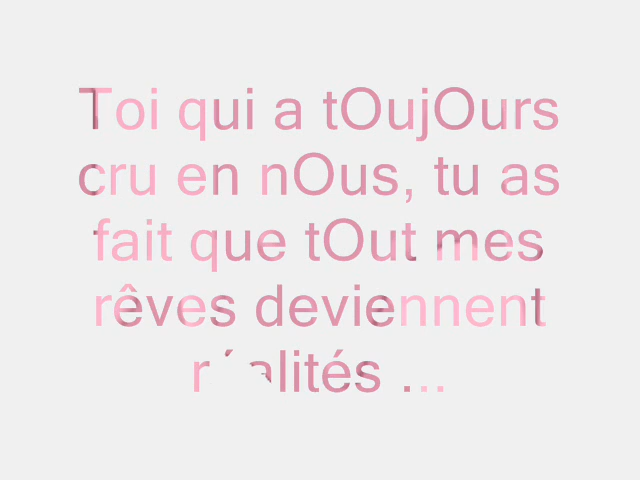 Toi qui a tOujOurs
cru en nOus, tu as
fait que tOut mes
rêves deviennent
réalités ...